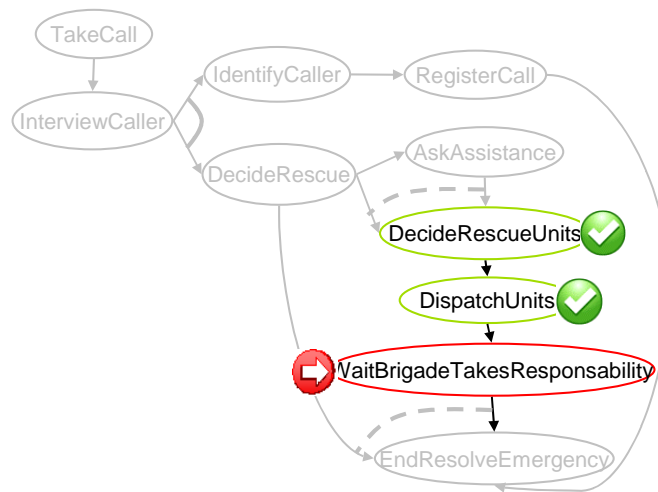 TakeCall
IdentifyCaller
RegisterCall
InterviewCaller
AskAssistance
DecideRescue
DecideRescueUnits
DispatchUnits
WaitBrigadeTakesResponsability
EndResolveEmergency